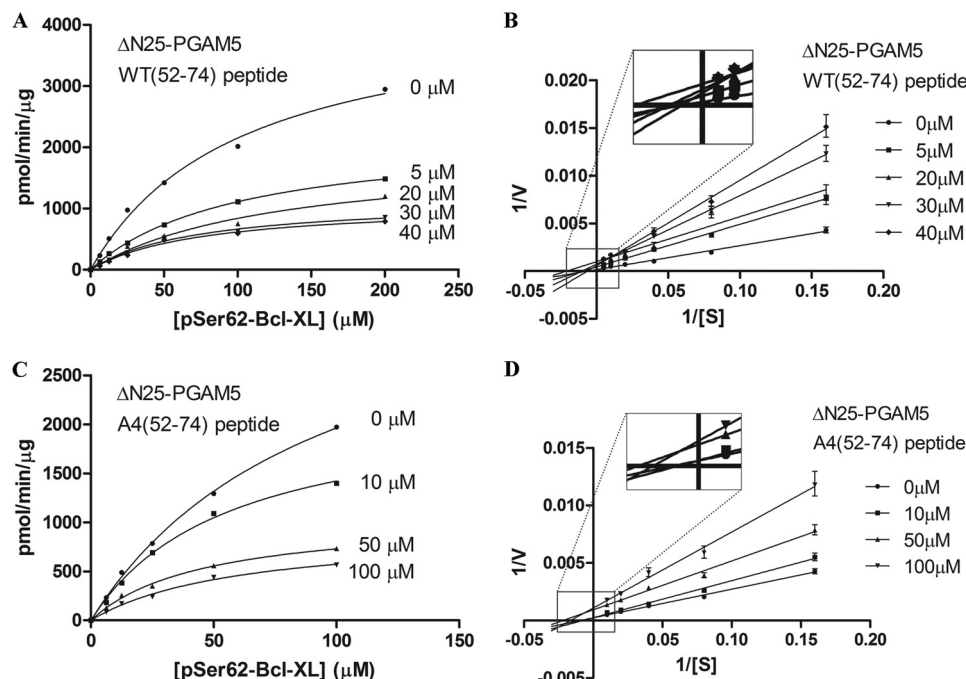 A
ΔN25-PGAM5
WT(52-74) peptide
4000
3000
2000
1000
0
0 μM
5 μM
20 μM
30 μM
40 μM
0
50
100
150
200
250
pmol/min/μg
[pSer62-Bcl-XL] (μM)
B
ΔN25-PGAM5
WT(52-74) peptide
0.020
0.015
0.010
0.005
-0.005
-0.05
0.05
0.10
0.15
0.20
1/V
1/[S]
0μM
5μM
20μM
30μM
40μM
C
ΔN25-PGAM5
A4(52-74) peptide
2500
2000
1500
1000
500
0
0 μM
10 μM
50 μM
100 μM
0
50
100
150
pmol/min/μg
[pSer62-Bcl-XL] (μM)
D
ΔN25-PGAM5
A4(52-74) peptide
0.015
0.010
0.005
-0.005
-0.05
0.05
0.10
0.15
0.20
1/V
1/[S]
0μM
10μM
50μM
100μM